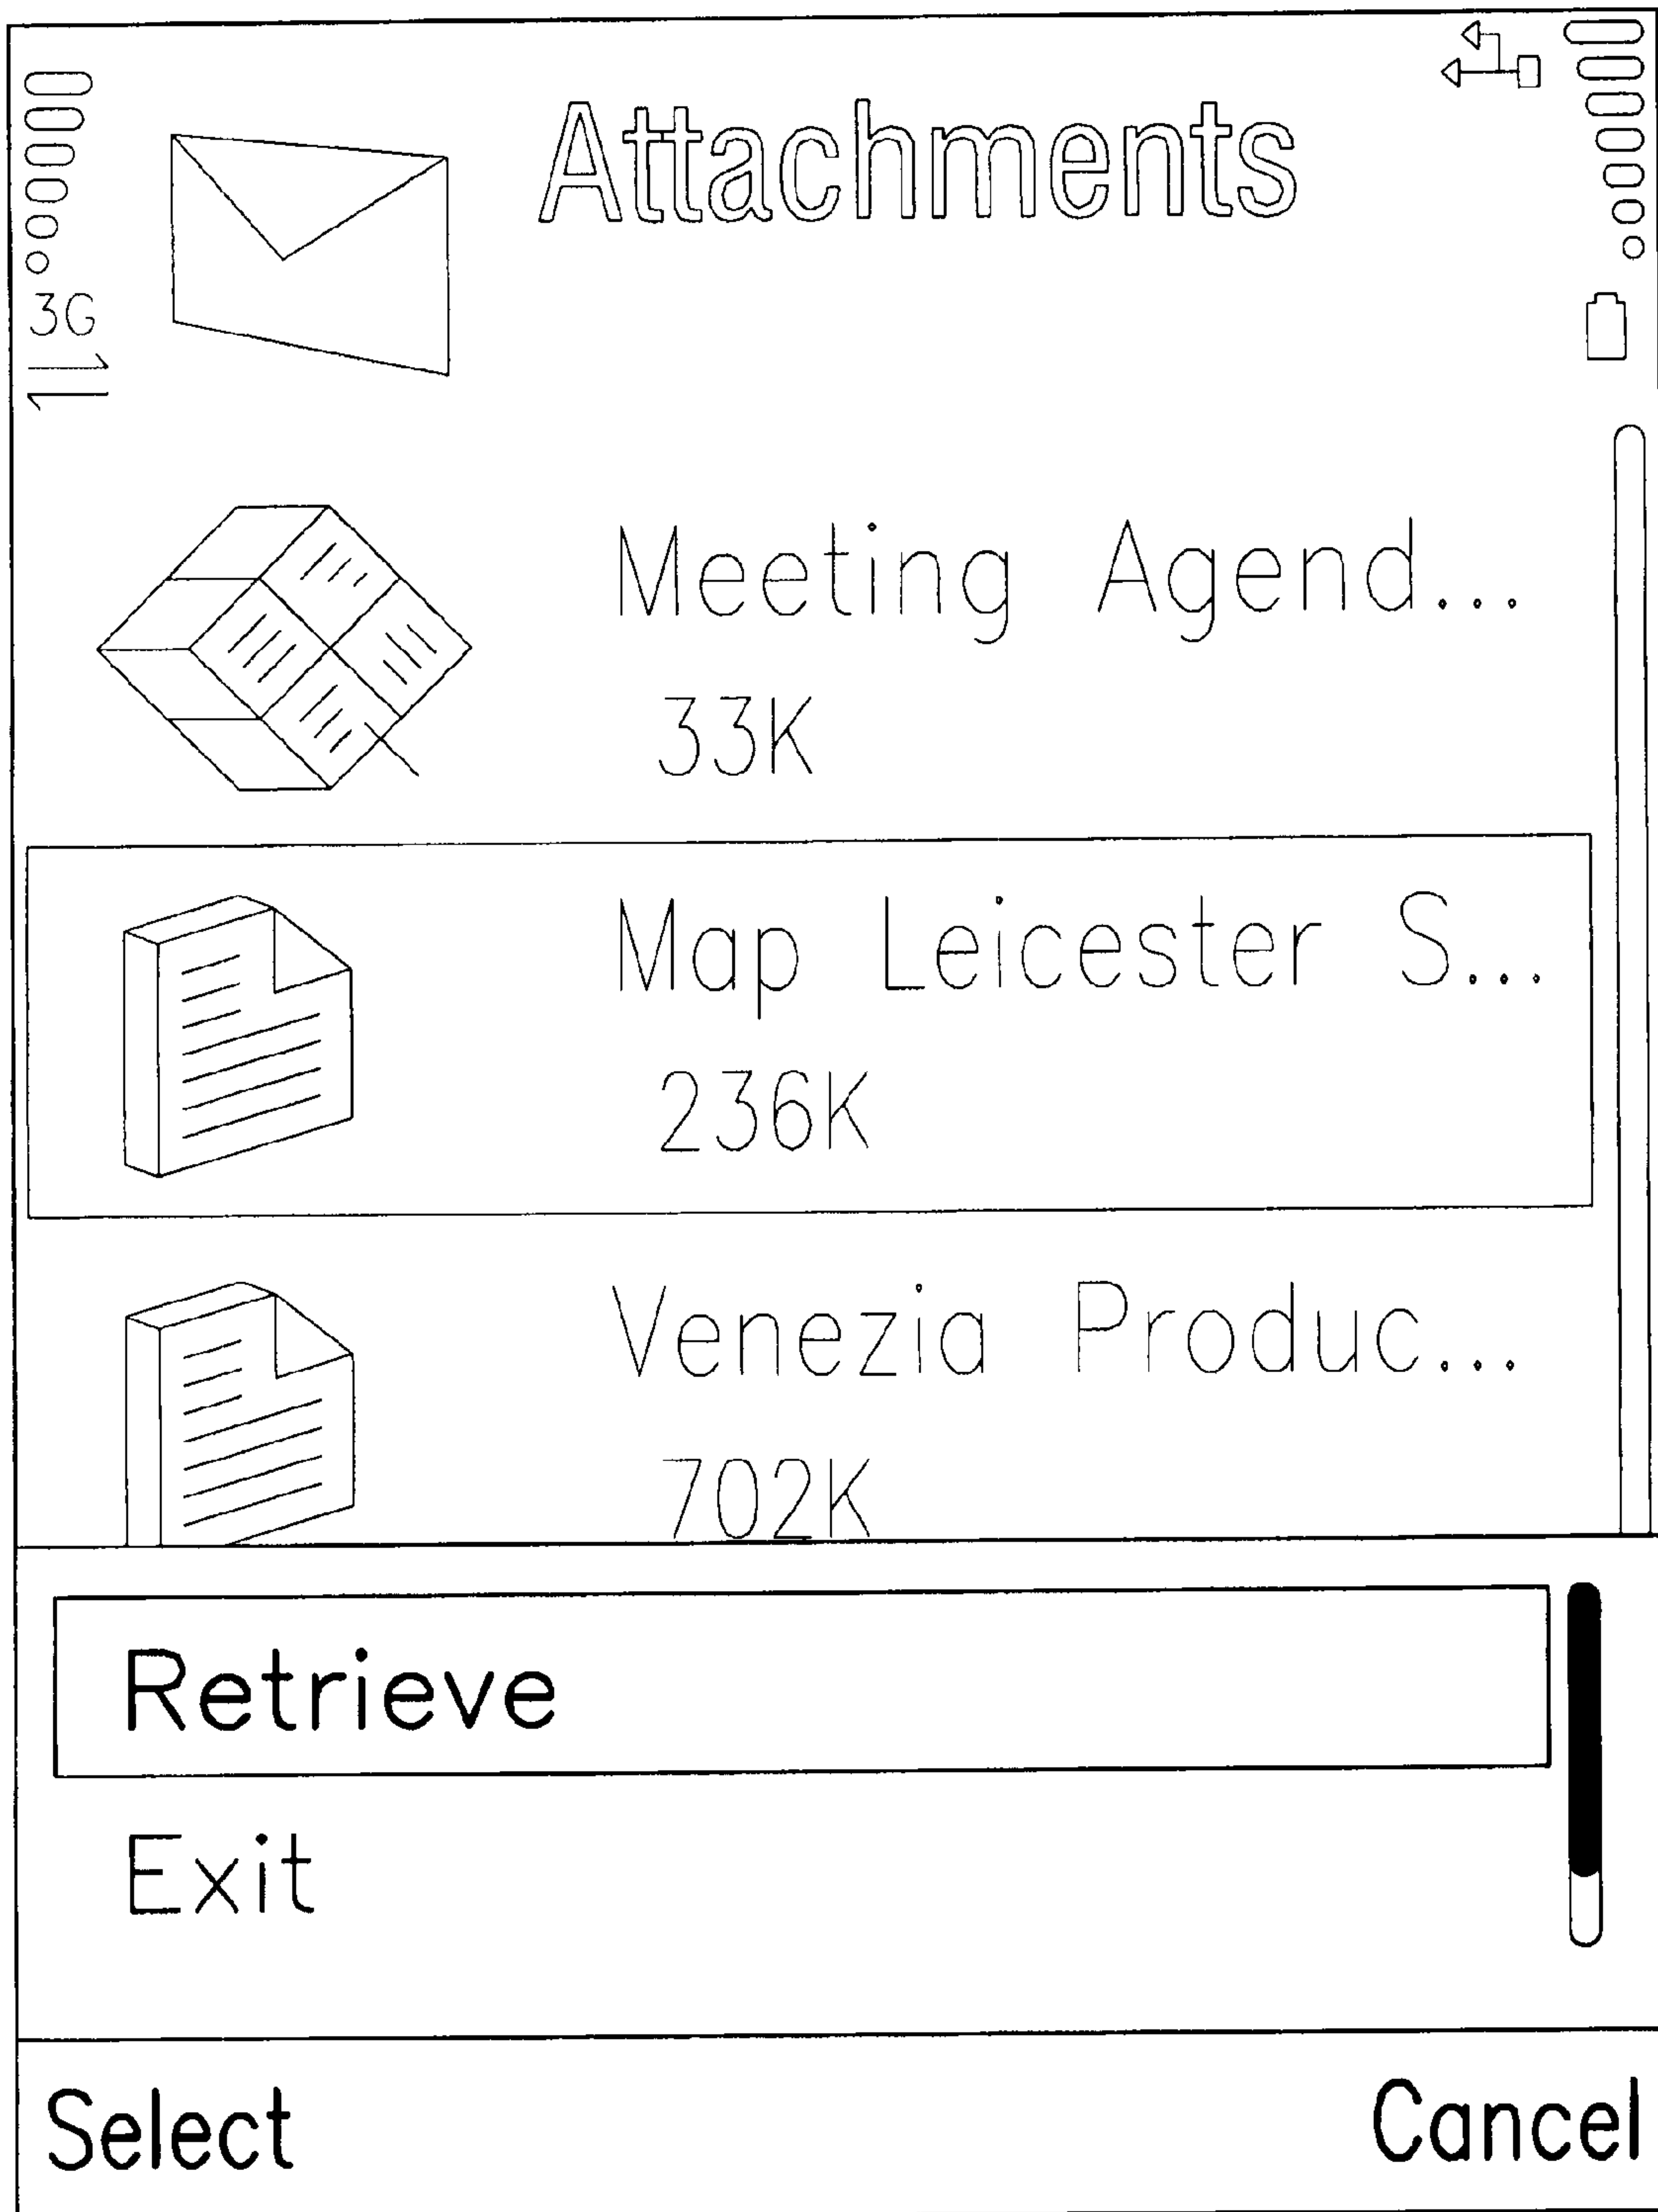 Attachments
3G
Meeting Agend...
33K
Map Leicester S...
236K
Venezia Produc...
702K
Retrieve
Exit
Select Cancel